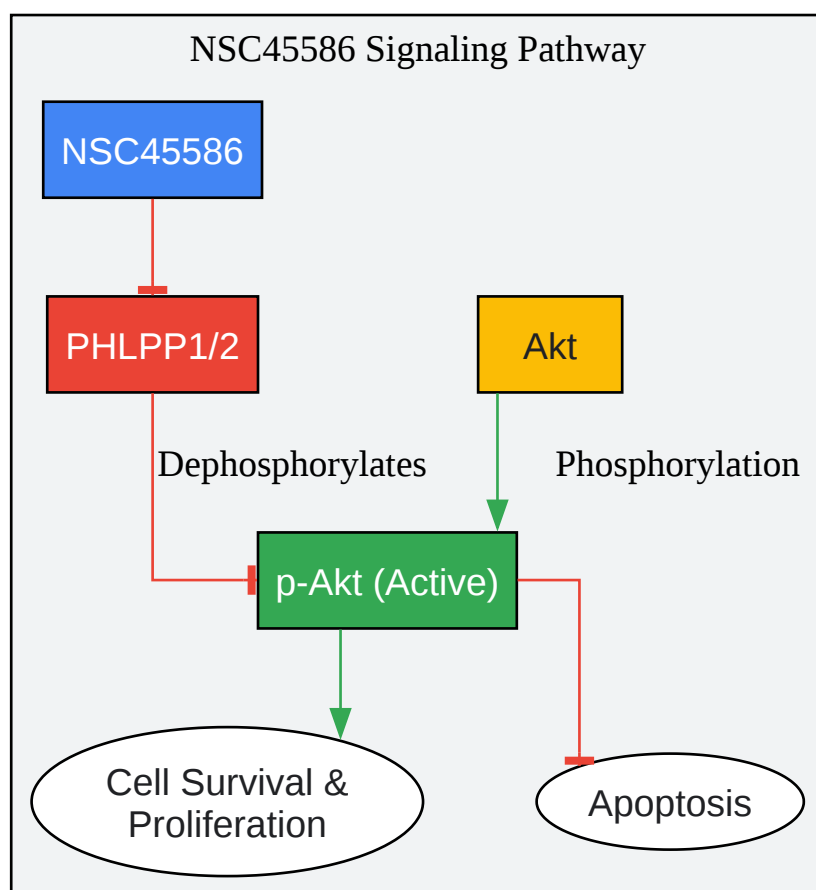 NSC45586 Signaling Pathway
NSC45586
PHLPP1/2
Akt
Dephosphorylates
Phosphorylation
p-Akt (Active)
Cell Survival &
Proliferation
Apoptosis